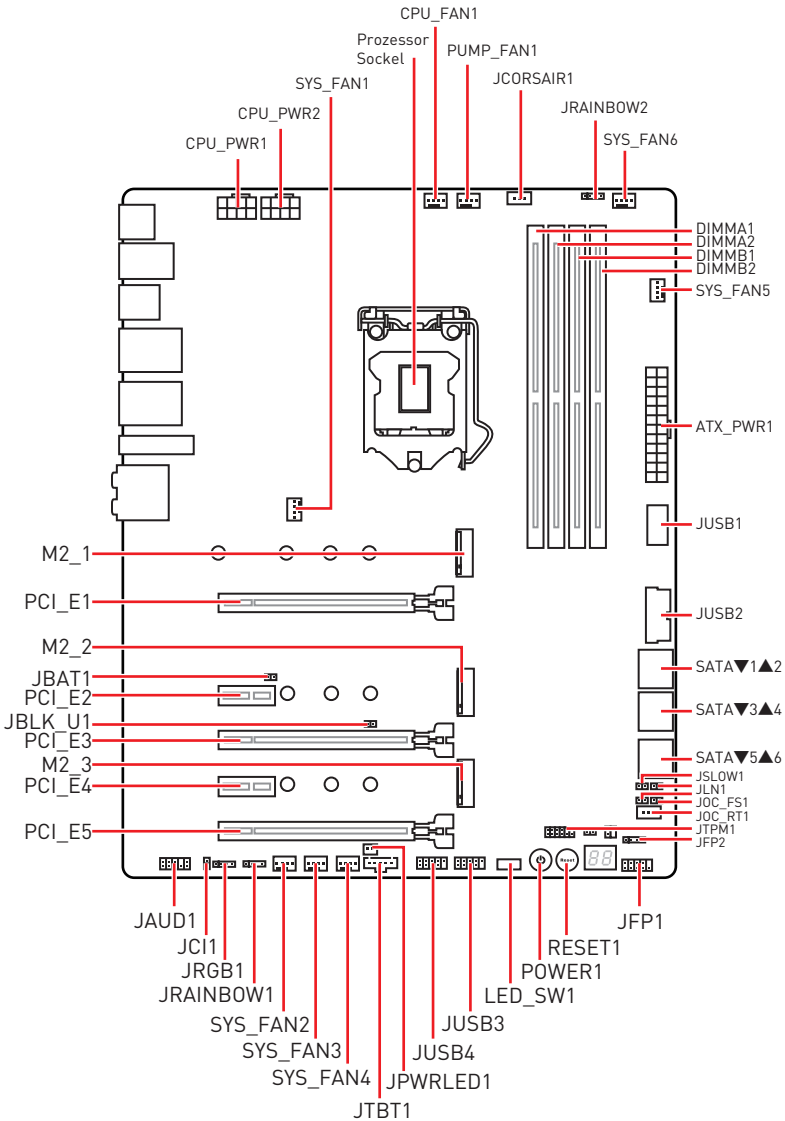 CPU_FAN1
Prozessor
Sockel
PUMP_FAN1
SYS_FAN1
JCORSAIR1
CPU_PWR2
JRAINBOW2
CPU_PWR1
SYS_FAN6
DIMMA1
DIMMA2
DIMMB1
DIMMB2
SYS_FAN5
ATX_PWR1
JUSB1
M2_1
PCI_E1
JUSB2
M2_2
SATA▼1▲2
JBAT1
PCI_E2
SATA▼3▲4
JBLK_U1
PCI_E3
M2_3
SATA▼5▲6
JSLOW1
PCI_E4
JLN1
JOC_FS1
JOC_RT1
JTPM1
PCI_E5
JFP2
Reset
88
JAUD1
JFP1
JCI1
RESET1
JRGB1
POWER1
JRAINBOW1
LED_SW1
SYS_FAN2
JUSB3
SYS_FAN3
JUSB4
SYS_FAN4
JPWRLED1
JTBT1